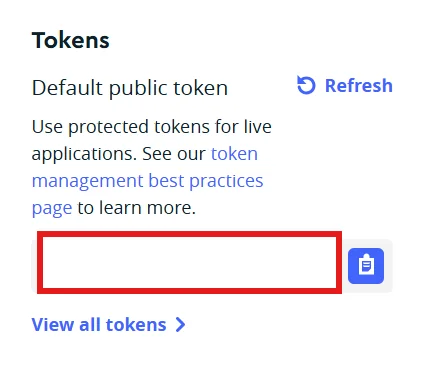 Tokens
Default public token
Refresh
Use protected tokens for live
applications. See our token
management best practices
page to learn more.
View all tokens